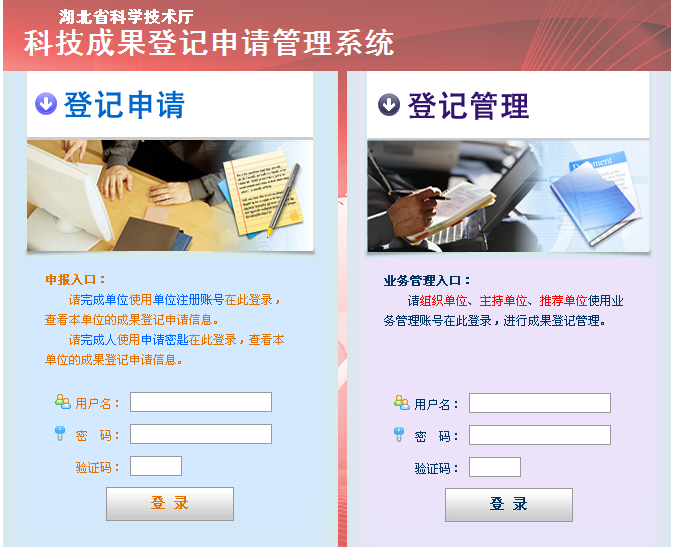 湖北省科学技术厅
科技成果登记申请管理系统
登记申请
申报入口：
请完成单位使用单位注册账号在此登录，
查看本单位的成果登记申请信息。
请完成人使用申请密匙在此登录，查看本
单位的成果登记申请信息。
用户名：
密 码：
验证码：
登 录
登记管理
Document
业务管理入口：
请组织单位、主持单位、推荐单位使用业
务管理账号在此登录，进行成果登记管理。
用户名：
密 码：
验证码：
登 录